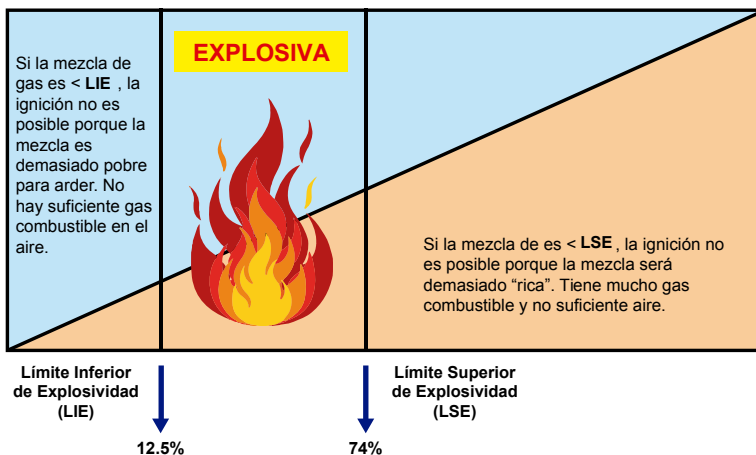 Si la mezcla de
gas es < LIE , la
ignición no es
posible porque la
mezcla es
demasiado pobre
para arder. No
hay suficiente gas
combustible en el
aire.
EXPLOSIVA
Si la mezcla de es < LSE , la ignición no
es posible porque la mezcla será
demasiado “rica”. Tiene mucho gas
combustible y no suficiente aire.
Límite Inferior
de Explosividad
(LIE)
12.5%
Límite Superior
de Explosividad
(LSE)
74%